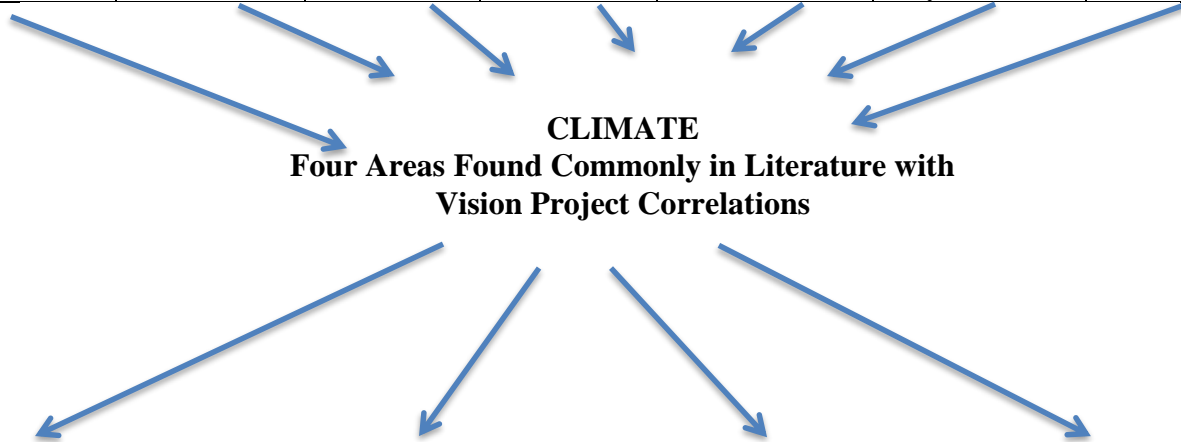 CLIMATE
Four Areas Found Commonly in Literature with
Vision Project Correlations